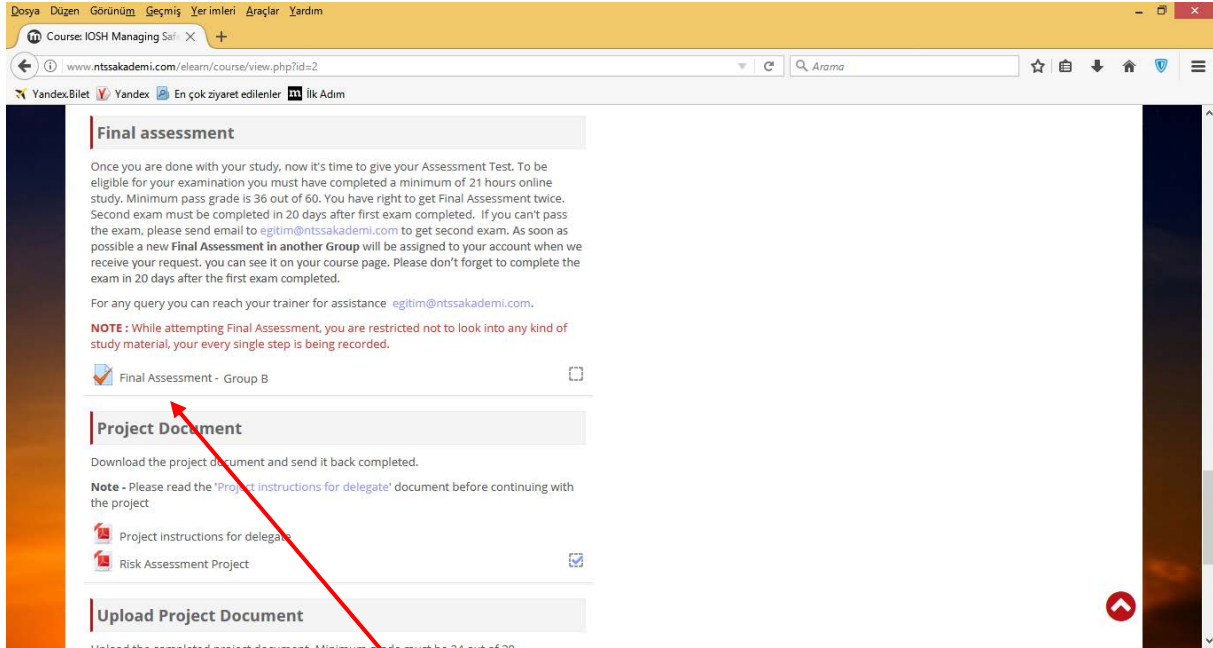 Dosya Düzen Görünüm Geçmiş Yer imleri Araçlar Yardım
Course: IOSH Managing Safe
www.ntssakademi.com/elearn/course/view.php?id=2
Arama
Yandex.Bilet Yandex En çok ziyaret edilenler İlk Adım
Final assessment
Once you are done with your study, now it's time to give your Assessment Test. To be
eligible for your examination you must have completed a minimum of 21 hours online
study. Minimum pass grade is 36 out of 60. You have right to get Final Assessment twice.
Second exam must be completed in 20 days after first exam completed. If you can't pass
the exam, please send email to egitim@ntssakademi.com to get second exam. As soon as
possible a new Final Assessment in another Group will be assigned to your account when we
receive your request. you can see it on your course page. Please don't forget to complete the
exam in 20 days after the first exam completed.
For any query you can reach your trainer for assistance egitim@ntssakademi.com.
NOTE : While attempting Final Assessment, you are restricted not to look into any kind of
study material, your every single step is being recorded.
Final Assessment - Group B
Project Document
Download the project document and send it back completed.
Note - Please read the 'Project instructions for delegate' document before continuing with
the project
Project instructions for delegate
Risk Assessment Project
Upload Project Document